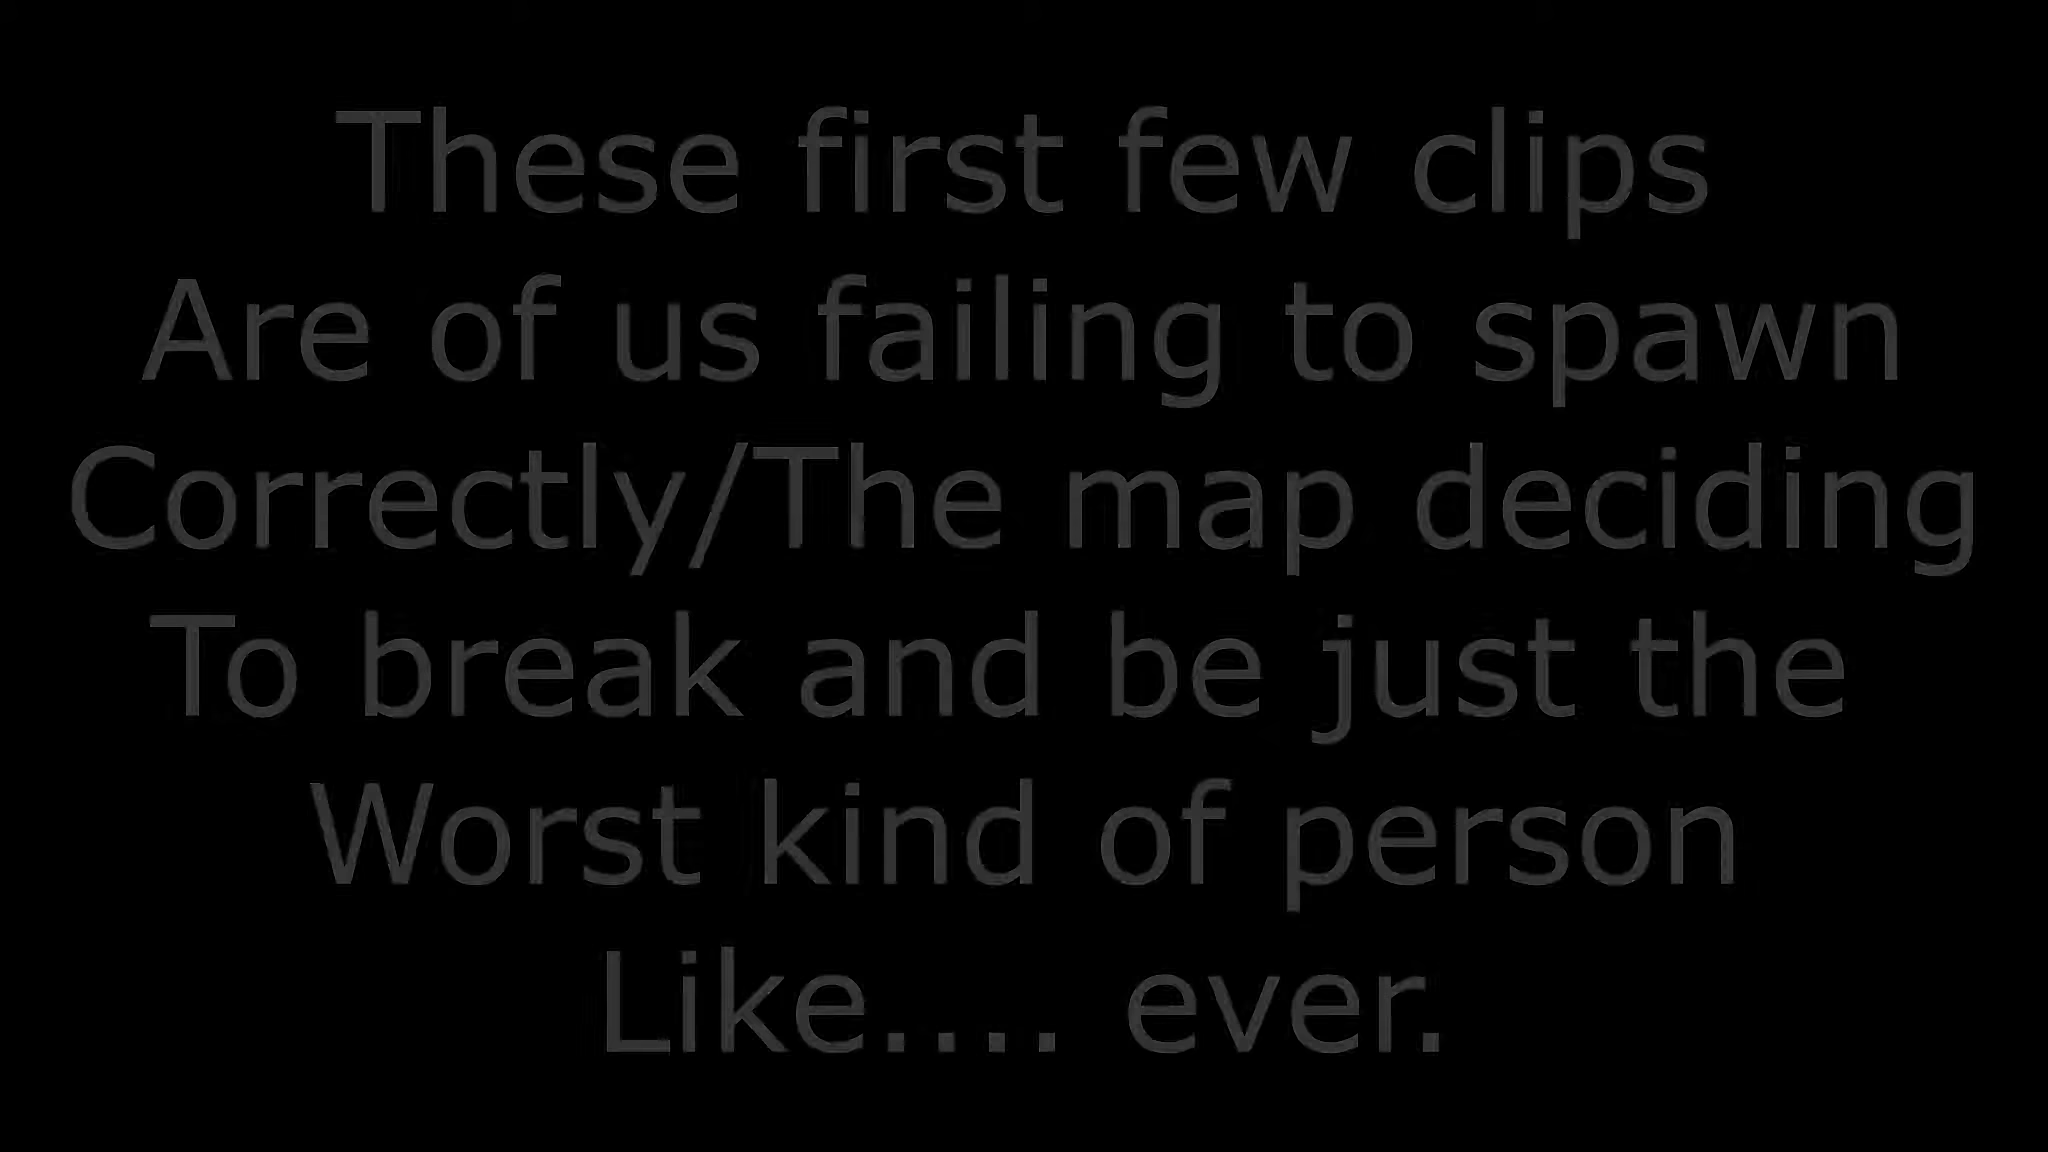 These first few clips
Are of us failing to spawn
Correctly/The map deciding
To break and be just the
Worst kind of person
Like.... ever.